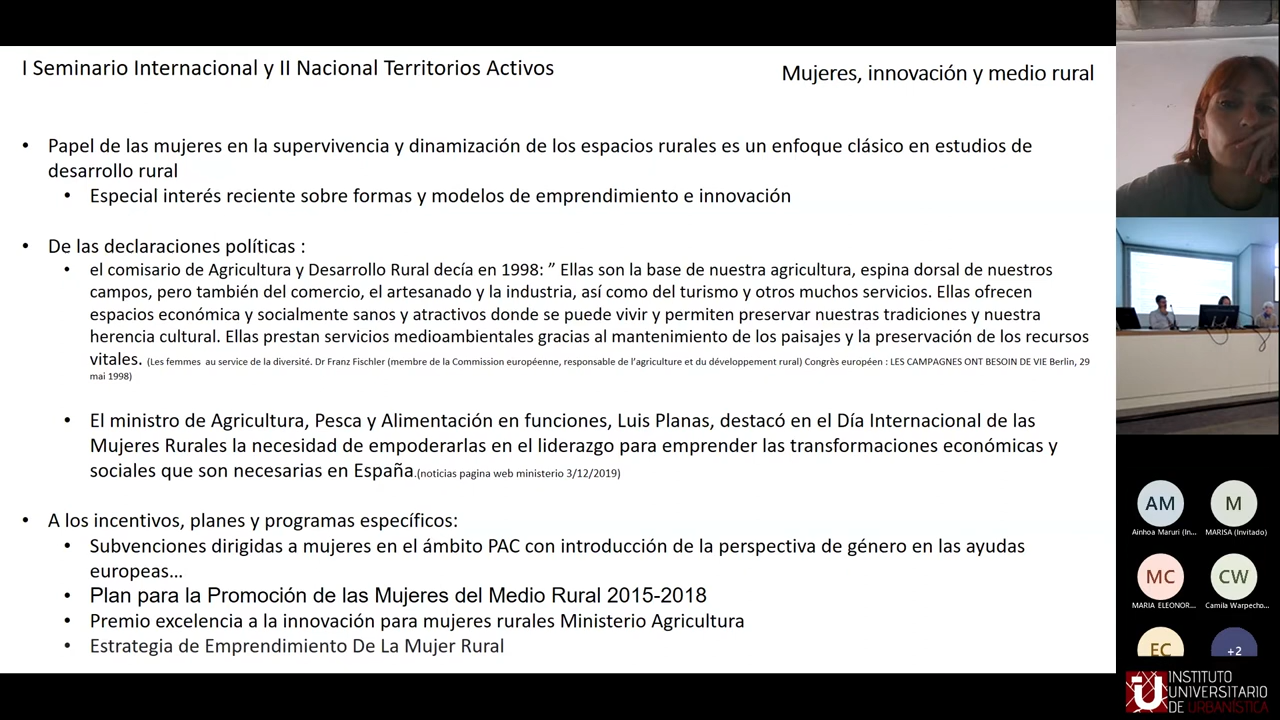 I Seminario Internacional y II Nacional Territorios Activos
Mujeres, innovación y medio rural
• Papel de las mujeres en la supervivencia y dinamización de los espacios rurales es un enfoque clásico en estudios de
desarrollo rural
• Especial interés reciente sobre formas y modelos de emprendimiento e innovación
• De las declaraciones políticas :
• el comisario de Agricultura y Desarrollo Rural decía en 1998: ” Ellas son la base de nuestra agricultura, espina dorsal de nuestros
campos, pero también del comercio, el artesanado y la industria, así como del turismo y otros muchos servicios. Ellas ofrecen
espacios económica y socialmente sanos y atractivos donde se puede vivir y permiten preservar nuestras tradiciones y nuestra
herencia cultural. Ellas prestan servicios medioambientales gracias al mantenimiento de los paisajes y la preservación de los recursos
vitales. (Les femmes au service de la diversité. Dr Franz Fischler (membre de la Commission européenne, responsable de l’agriculture et du développement rural) Congrès européen : LES CAMPAGNES ONT BESOIN DE VIE Berlin, 29
mai 1998)
• El ministro de Agricultura, Pesca y Alimentación en funciones, Luis Planas, destacó en el Día Internacional de las
Mujeres Rurales la necesidad de empoderarlas en el liderazgo para emprender las transformaciones económicas y
sociales que son necesarias en España.(noticias pagina web ministerio 3/12/2019)
• A los incentivos, planes y programas específicos:
• Subvenciones dirigidas a mujeres en el ámbito PAC con introducción de la perspectiva de género en las ayudas
europeas…
• Plan para la Promoción de las Mujeres del Medio Rural 2015-2018
• Premio excelencia a la innovación para mujeres rurales Ministerio Agricultura
• Estrategia de Emprendimiento De La Mujer Rural
AM
M
Ainhoa Maruri (In...
MARISA (Invitado)
MC
CW
MARIA ELEONOR...
Camila Warpecho...
EC
+2
INSTITUTO
UNIVERSITARIO
DE URBANÍSTICA